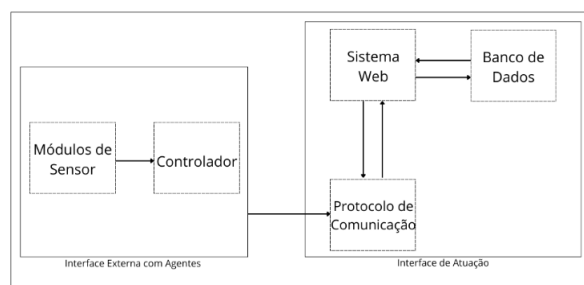 Sistema
Web
Banco de
Dados
Módulos de
Sensor
Controlador
Protocolo de
Comunicação
Interface Externa com Agentes
Interface de Atuação